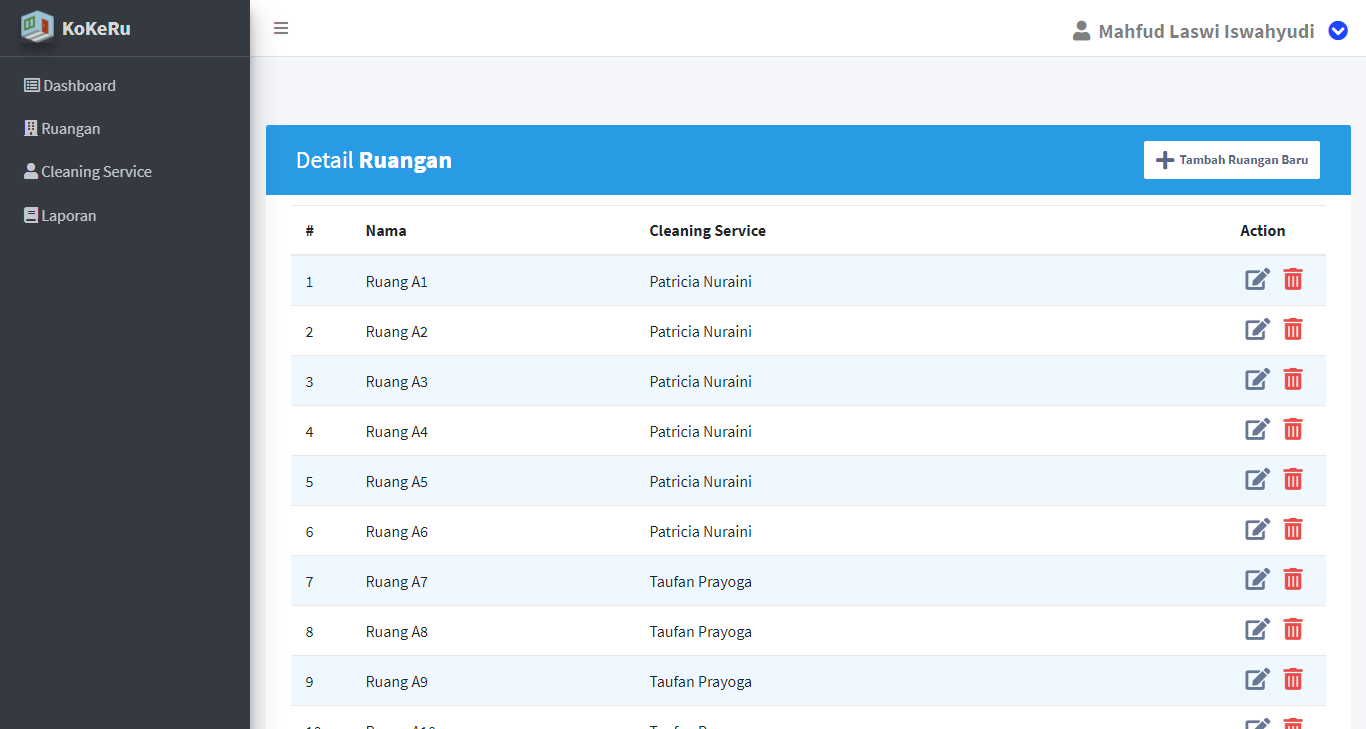 KoKeRu
Mahfud Laswi Iswahyudi
Dashboard
Ruangan
Cleaning Service
Laporan
Detail Ruangan
Tambah Ruangan Baru
# Nama Cleaning Service Action
1 Ruang A1 Patricia Nuraini
2 Ruang A2 Patricia Nuraini
3 Ruang A3 Patricia Nuraini
4 Ruang A4 Patricia Nuraini
5 Ruang A5 Patricia Nuraini
6 Ruang A6 Patricia Nuraini
7 Ruang A7 Taufan Prayoga
8 Ruang A8 Taufan Prayoga
9 Ruang A9 Taufan Prayoga